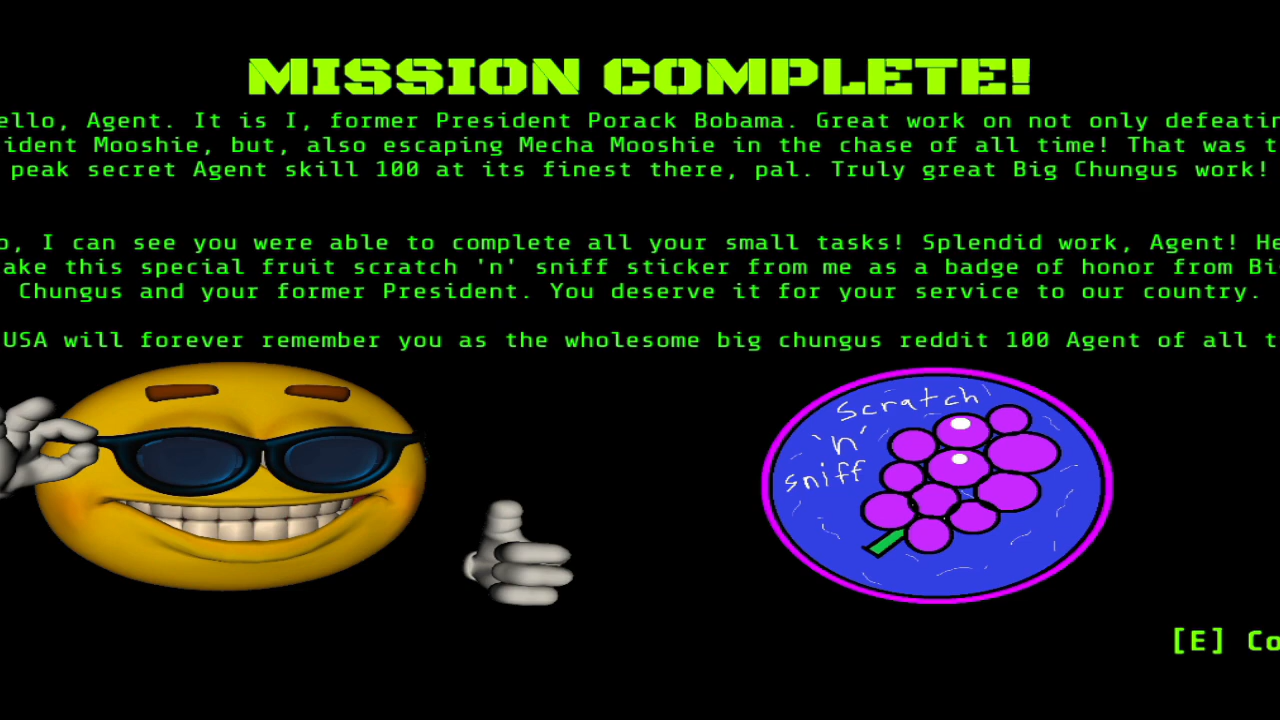 MISSION COMPLETE!
ello, Agent. It is I, former President Porack Bobama. Great work on not only defeatin
ident Mooshie, but, also escaping Mecha Mooshie in the chase of all time! That was t
peak secret Agent skill 100 at its finest there, pal. Truly great Big Chungus work!
o, I can see you were able to complete all your small tasks! Splendid work, Agent! He
ake this special fruit scratch 'n' sniff sticker from me as a badge of honor from Bi
Chungus and your former President. You deserve it for your service to our country.
USA will forever remember you as the wholesome big chungus reddit 100 Agent of all t
Scratch
'n'
sniff
[E] Co